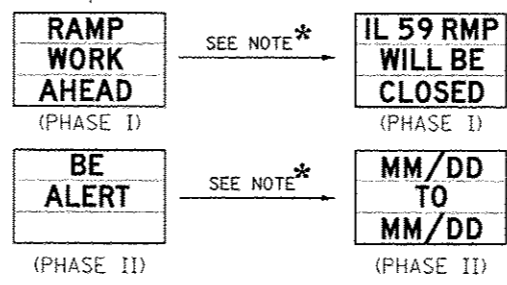 RAMP
WORK
AHEAD
(PHASE I)
SEE NOTE*
IL 59 RMP
WILL BE
CLOSED
(PHASE I)
BE
ALERT
(PHASE II)
SEE NOTE*
MM/DD
TO
MM/DD
(PHASE II)